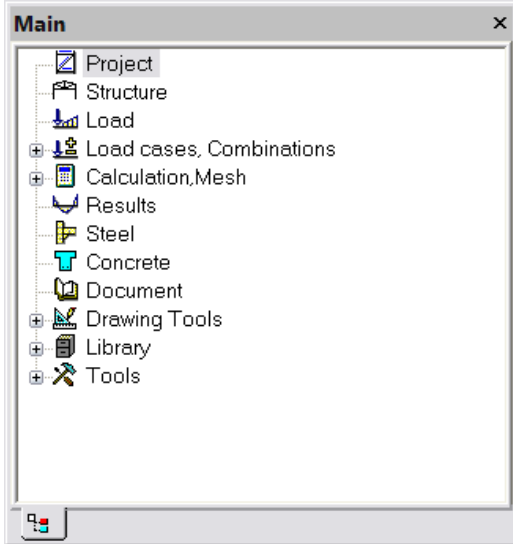 Main
Project
Structure
Load
Load cases, Combinations
Calculation,Mesh
Results
Steel
Concrete
Document
Drawing Tools
Library
Tools